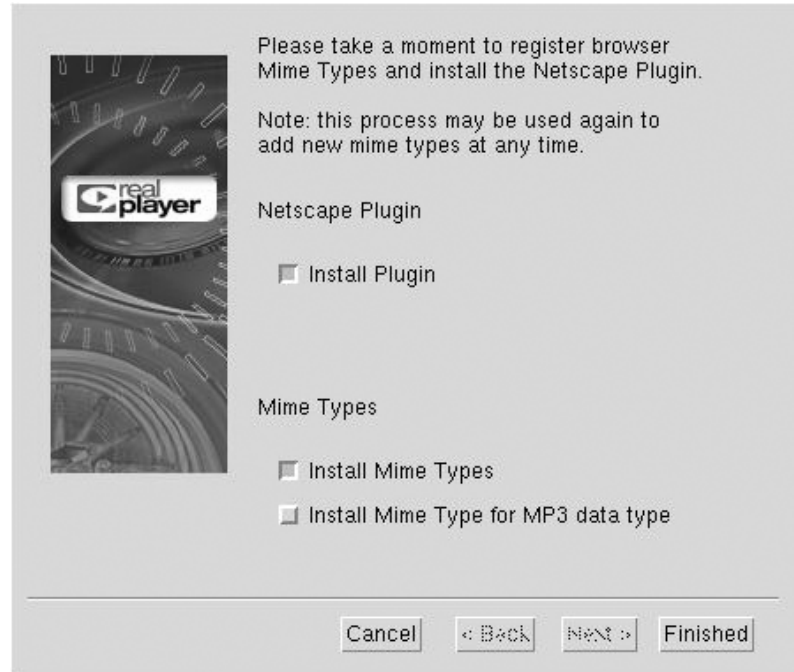 Please take a moment to register browser
Mime Types and install the Netscape Plugin.
Note: this process may be used again to
add new mime types at any time.
real
player
Netscape Plugin
Install Plugin
Mime Types
Install Mime Types
Install Mime Type for MP3 data type
Cancel
< Back
Next >
Finished